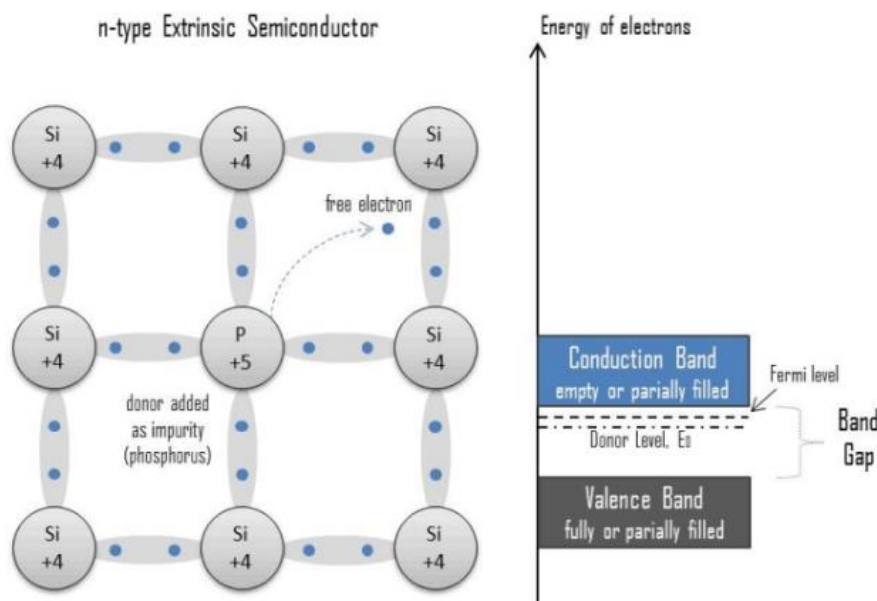 n-type Extrinsic Semiconductor
Si
+4
Si
+4
Si
+4
free electron
Si
+4
P
+5
Si
+4
donor added
as impurity
(phosphorus)
Si
+4
Si
+4
Si
+4
Energy of electrons
Conduction Band
empty or parially filled
Fermi level
Donor Level, ED
Band
Gap
Valence Band
fully or partially filled